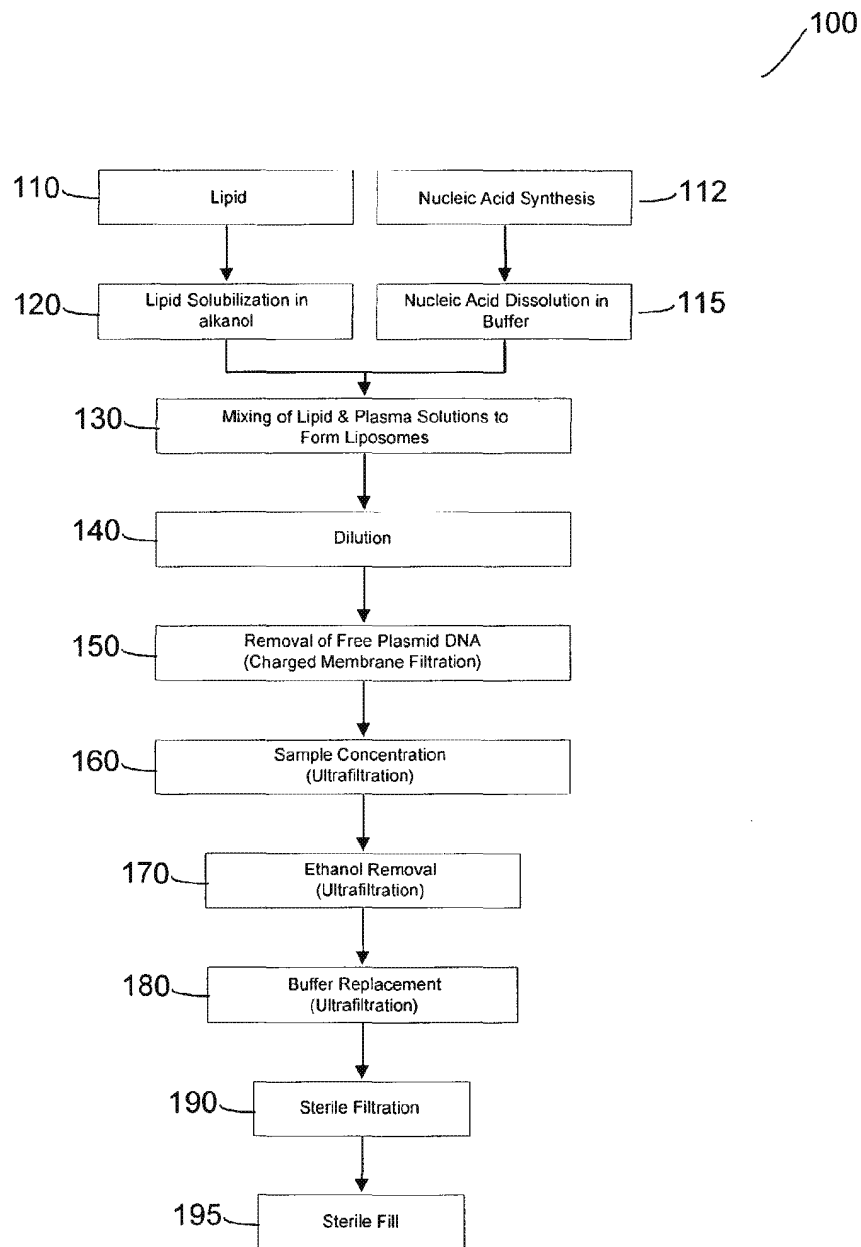 100
110
Lipid
Nucleic Acid Synthesis
112
120
Lipid Solubilization in
alkanol
Nucleic Acid Dissolution in
Buffer
115
130
Mixing of Lipid & Plasma Solutions to
Form Liposomes
140
Dilution
150
Removal of Free Plasmid DNA
(Charged Membrane Filtration)
160
Sample Concentration
(Ultrafiltration)
170
Ethanol Removal
(Ultrafiltration)
180
Buffer Replacement
(Ultrafiltration)
190
Sterile Filtration
195
Sterile Fill